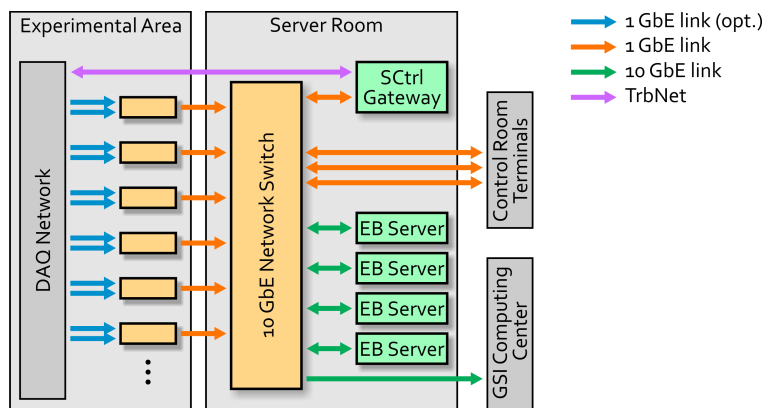 Experimental Area
Server Room
1 GbE link (opt.)
1 GbE link
10 GbE link
TrbNet
DAQ Network
10 GbE Network Switch
SCtrl
Gateway
Control Room
Terminals
EB Server
EB Server
EB Server
EB Server
GSI Computing
Center